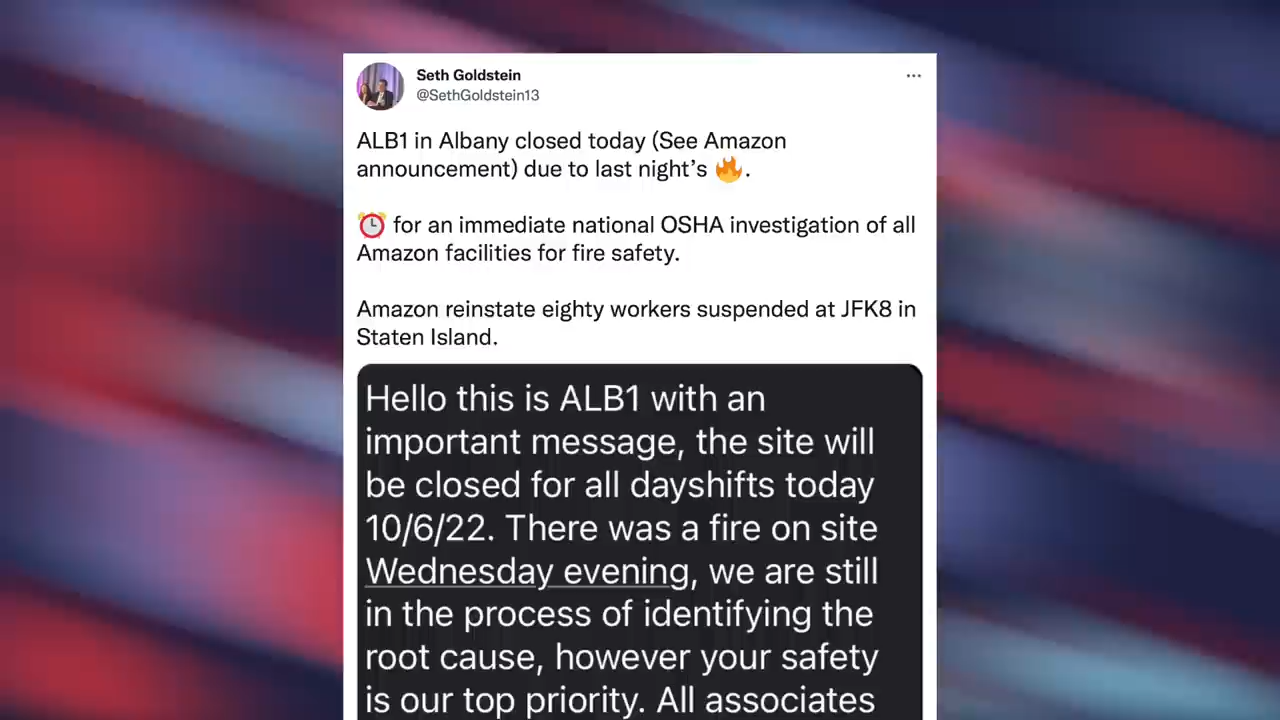 Seth Goldstein
@SethGoldstein13
ALB1 in Albany closed today (See Amazon
announcement) due to last night's 🔥.
⏰ for an immediate national OSHA investigation of all
Amazon facilities for fire safety.
Amazon reinstate eighty workers suspended at JFK8 in
Staten Island.
Hello this is ALB1 with an
important message, the site will
be closed for all dayshifts today
10/6/22. There was a fire on site
Wednesday evening, we are still
in the process of identifying the
root cause, however your safety
is our top priority. All associates